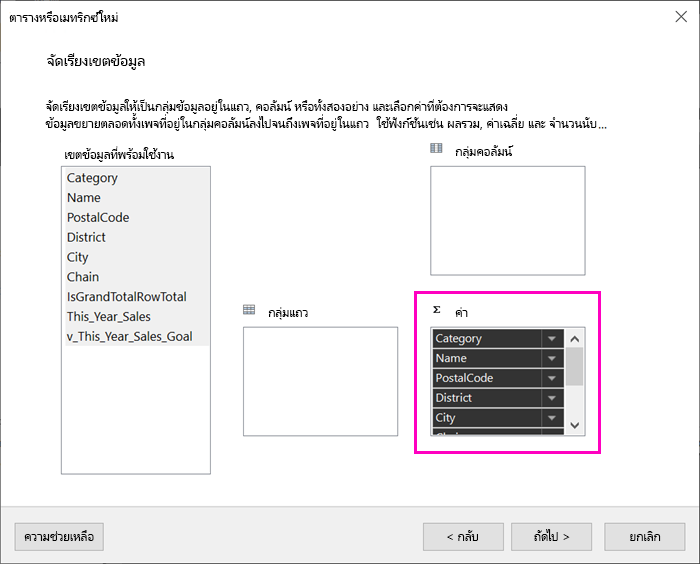 ตารางหรือเมทริกซ์ใหม่
จัดเรียงเขตข้อมูล
จัดเรียงเขตข้อมูลให้เป็นกลุ่มข้อมูลอยู่ในแถว, คอลัมน์ หรือทั้งสองอย่าง และเลือกค่าที่ต้องการจะแสดง
ข้อมูลขยายตลอดทั้งเพจที่อยู่ในกลุ่มคอลัมน์ลงไปจนถึงเพจที่อยู่ในแถว ใช้ฟังก์ชันเช่น ผลรวม, ค่าเฉลี่ย และ จำนวนนับ...
เขตข้อมูลที่พร้อมใช้งาน
Category
Name
PostalCode
District
City
Chain
IsGrandTotalRowTotal
This_Year_Sales
v_This_Year_Sales_Goal
กลุ่มคอลัมน์
กลุ่มแถว
Σ ค่า
Category
Name
PostalCode
District
City
Chain
ความช่วยเหลือ
< กลับ
ถัดไป >
ยกเลิก